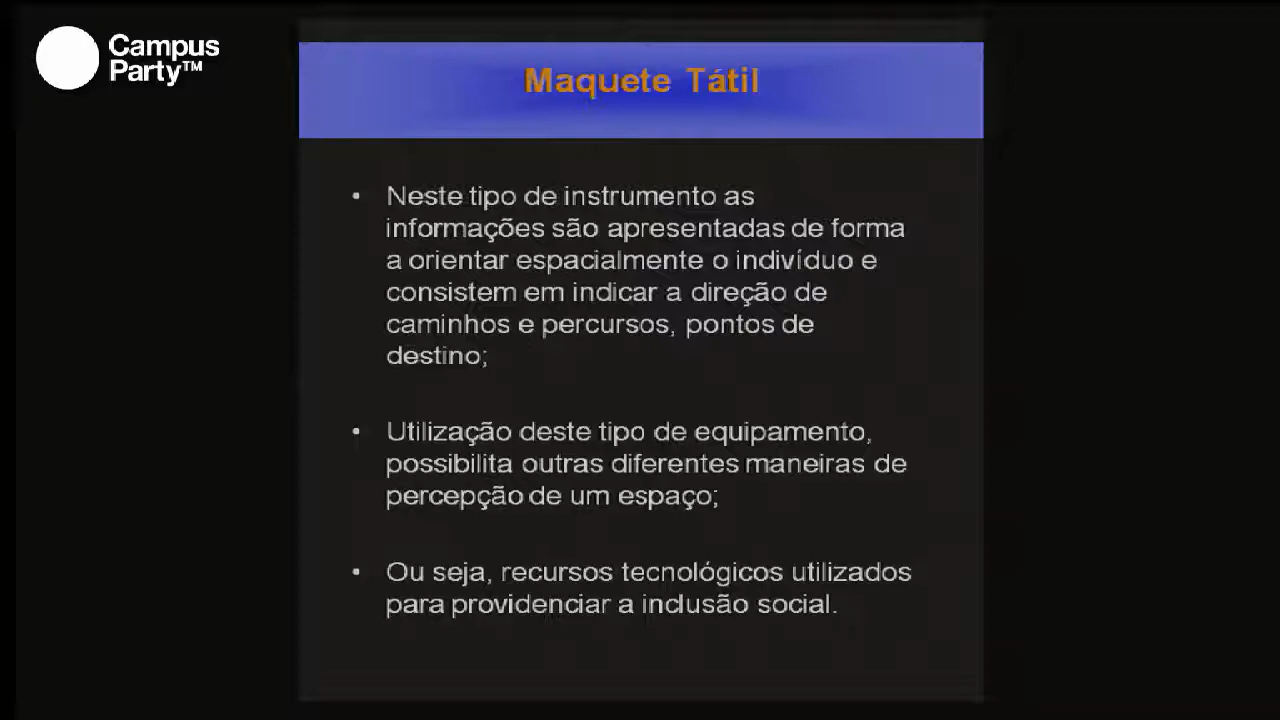 Campus
Party™
Maquete Tátil
• Neste tipo de instrumento as
informações são apresentadas de forma
a orientar espacialmente o indivíduo e
consistem em indicar a direção de
caminhos e percursos, pontos de
destino;
• Utilização deste tipo de equipamento,
possibilita outras diferentes maneiras de
percepção de um espaço;
• Ou seja, recursos tecnológicos utilizados
para providenciar a inclusão social.